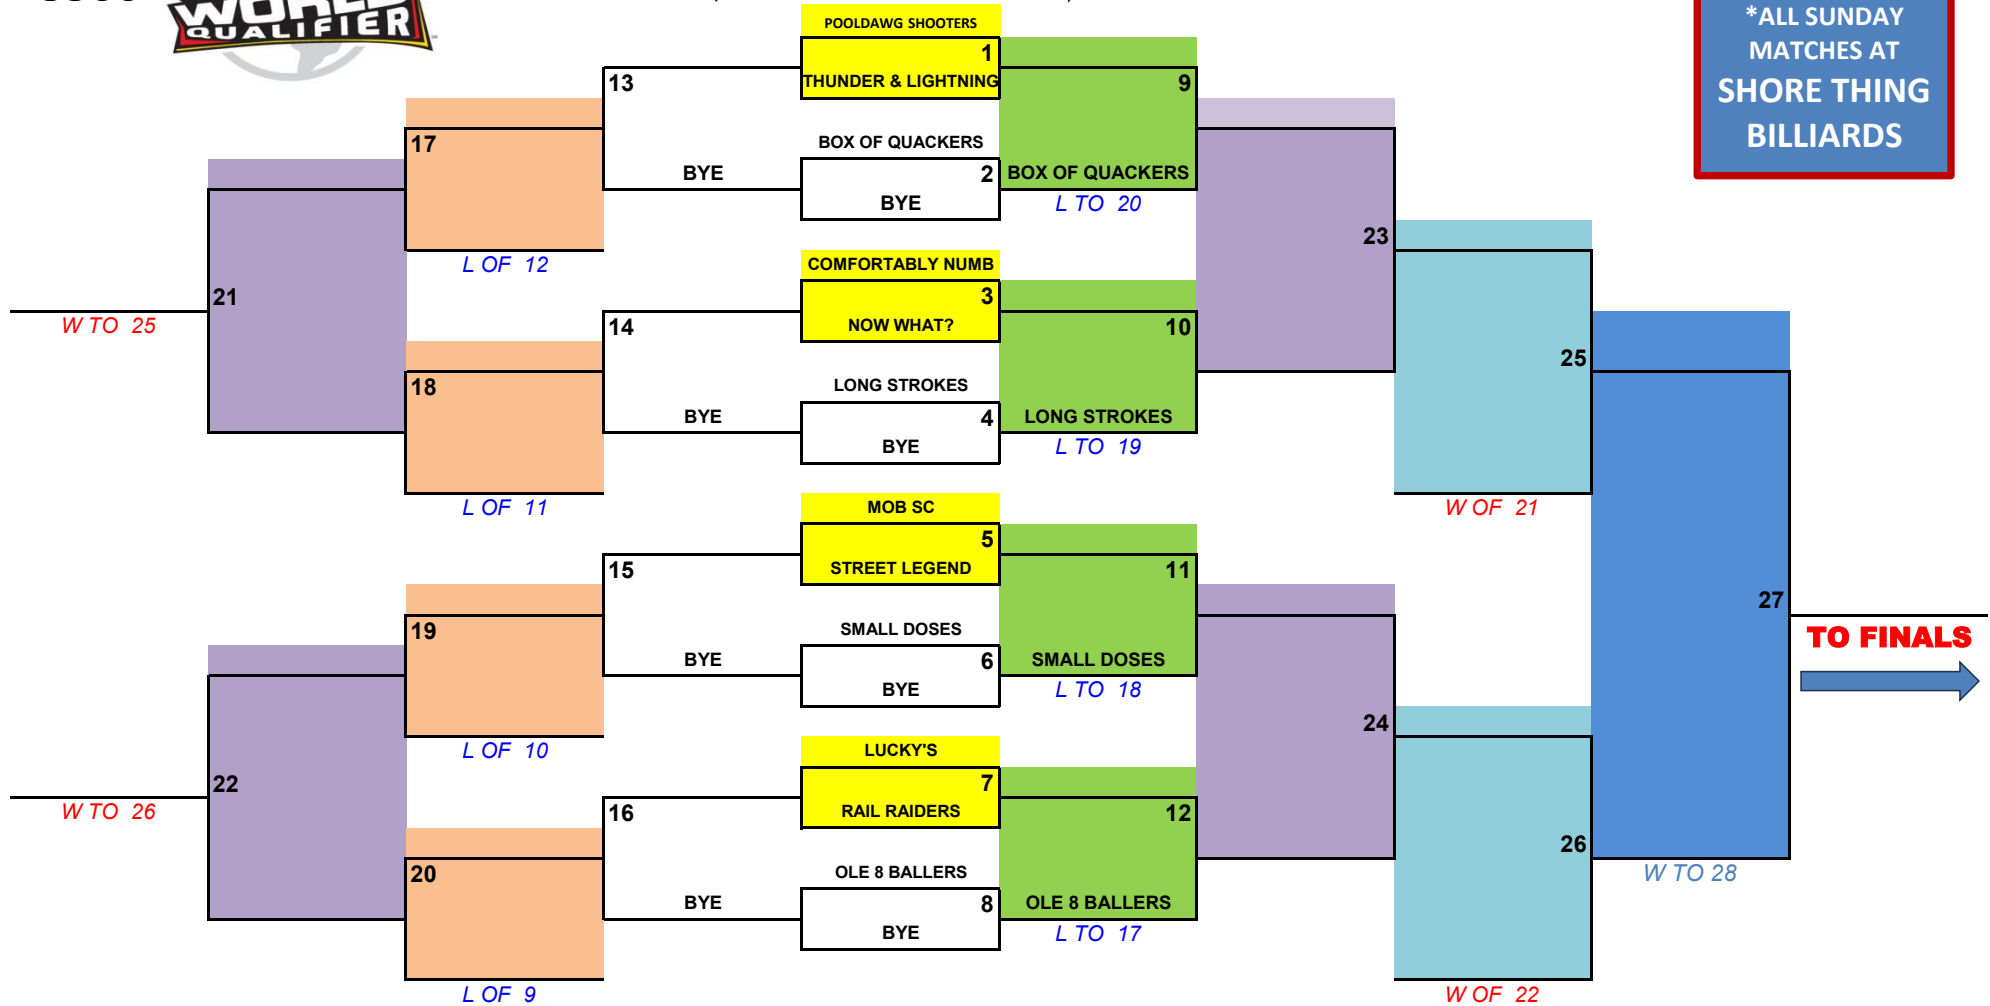 WORLD
QUALIFIER
*ALL SUNDAY
MATCHES AT
SHORE THING
BILLIARDS
POOLDAWG SHOOTERS
1
THUNDER & LIGHTNING
13
9
BOX OF QUACKERS
17
BYE
2
BOX OF QUACKERS
BYE
L TO 20
23
L OF 12
COMFORTABLY NUMB
21
3
W TO 25
14
NOW WHAT?
10
25
18
LONG STROKES
BYE
4
LONG STROKES
BYE
L TO 19
L OF 11
MOB SC
W OF 21
5
15
STREET LEGEND
11
27
19
SMALL DOSES
TO FINALS
BYE
6
SMALL DOSES
BYE
L TO 18
24
L OF 10
LUCKY'S
22
7
W TO 26
16
RAIL RAIDERS
12
26
20
OLE 8 BALLERS
W TO 28
BYE
8
OLE 8 BALLERS
BYE
L TO 17
L OF 9
W OF 22